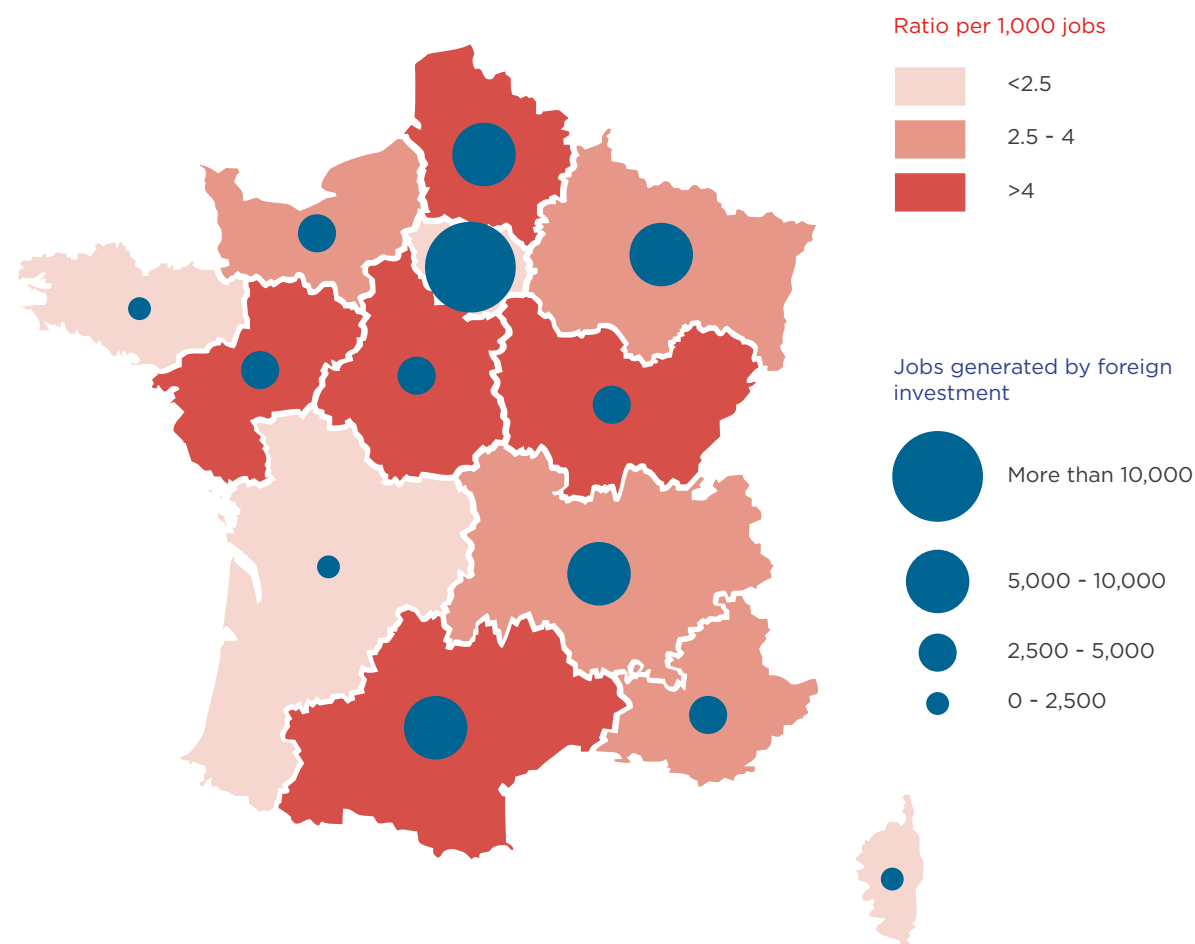 Ratio per 1,000 jobs
<2.5
2.5 - 4
>4
Jobs generated by foreign
investment
More than 10,000
5,000 - 10,000
2,500 - 5,000
0 - 2,500